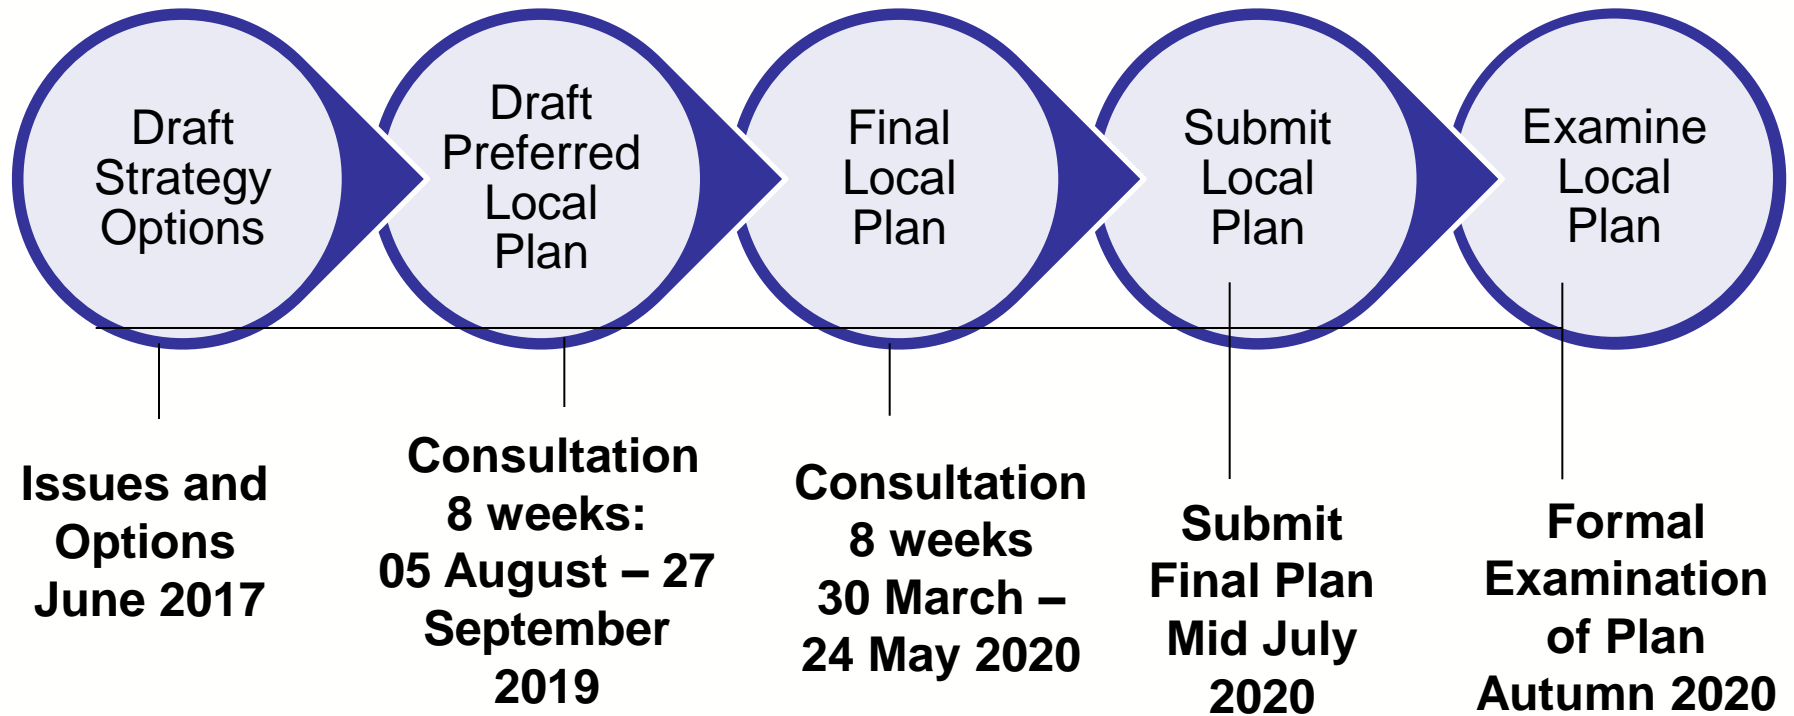 Draft
Strategy
Options
Draft
Preferred
Local
Plan
Final
Local
Plan
Submit
Local
Plan
Examine
Local
Plan
Issues and
Options
June 2017
Consultation
8 weeks:
05 August – 27
September
2019
Consultation
8 weeks
30 March –
24 May 2020
Submit
Final Plan
Mid July
2020
Formal
Examination
of Plan
Autumn 2020